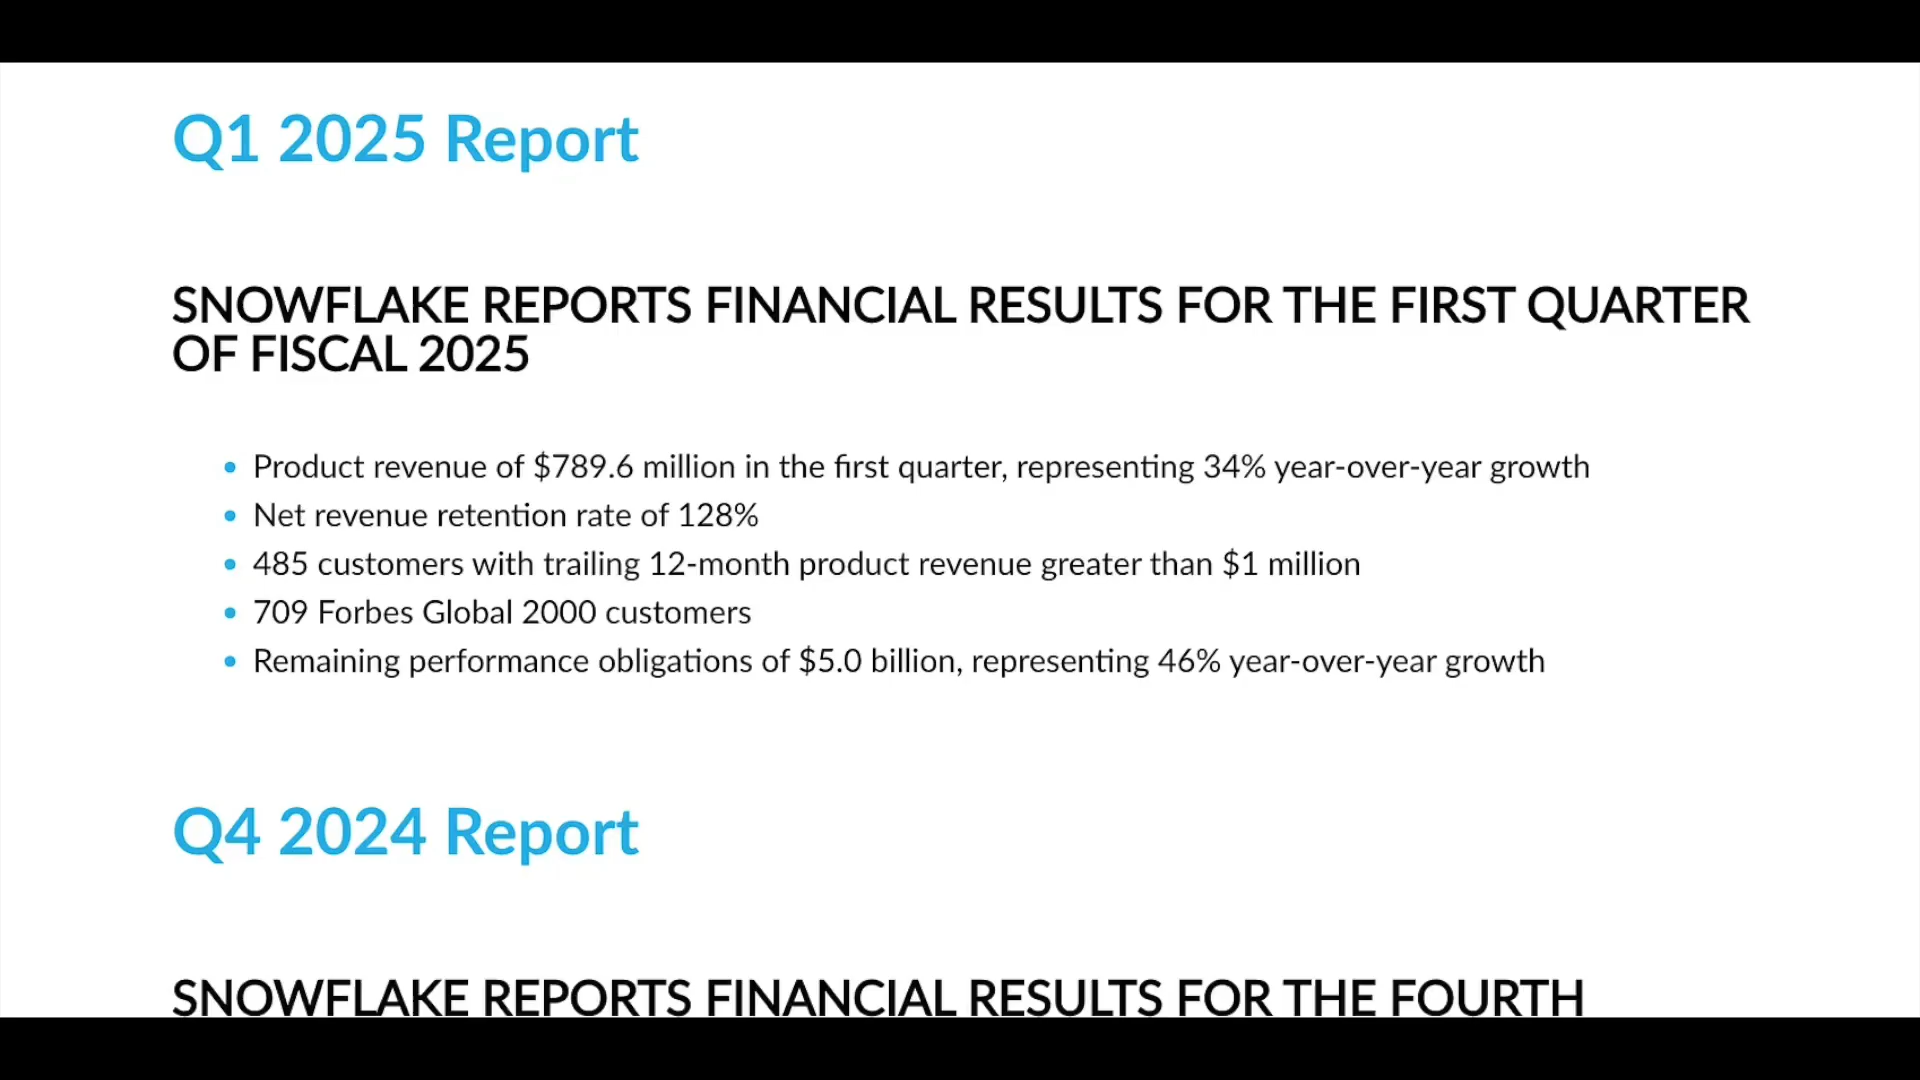 Q1 2025 Report
SNOWFLAKE REPORTS FINANCIAL RESULTS FOR THE FIRST QUARTER
OF FISCAL 2025
Product revenue of $789.6 million in the first quarter, representing 34% year-over-year growth
Net revenue retention rate of 128%
485 customers with trailing 12-month product revenue greater than $1 million
709 Forbes Global 2000 customers
Remaining performance obligations of $5.0 billion, representing 46% year-over-year growth
Q4 2024 Report
SNOWFLAKE REPORTS FINANCIAL RESULTS FOR THE FOURTH